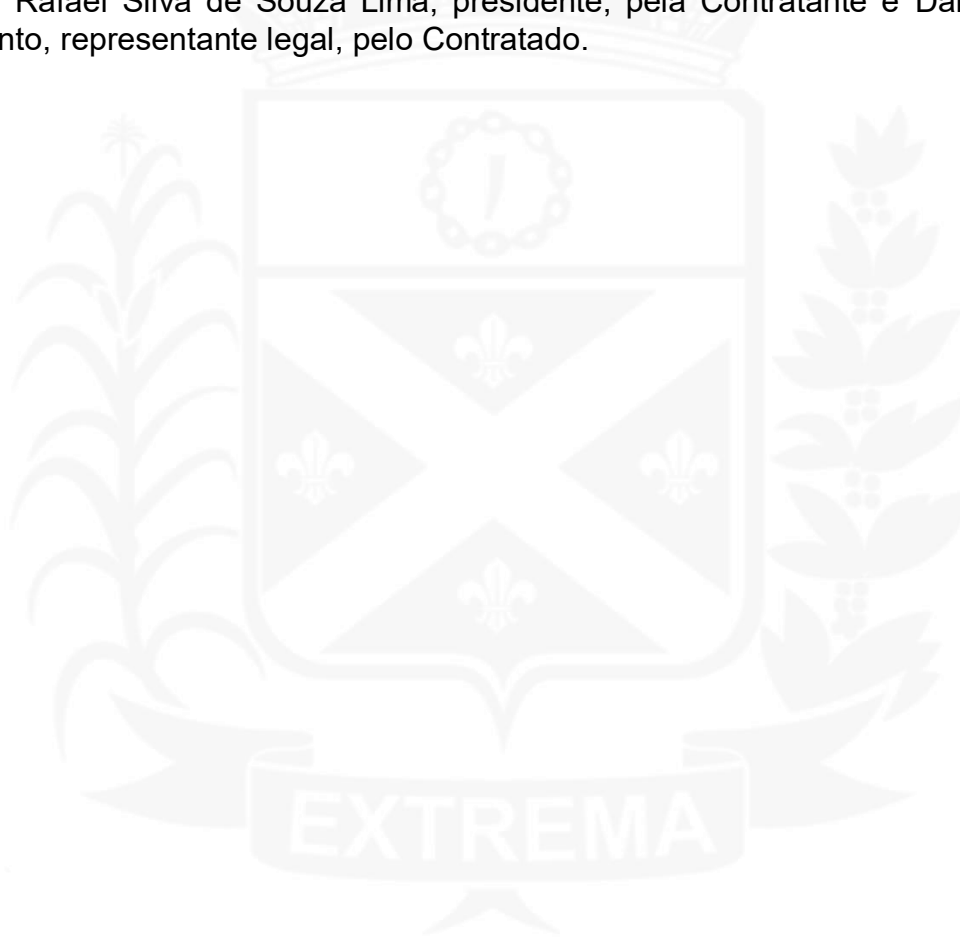 Rafael Silva de Souza Lima, presidente, pela Contratante e
representante legal, pelo Contratado.
EXTREMA